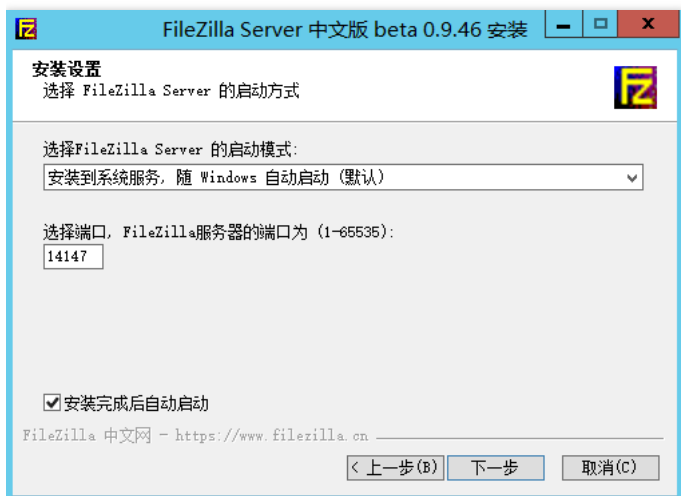 FileZilla Server 中文版 beta 0.9.46 安装
安装设置
选择 FileZilla Server 的启动方式
选择FileZilla Server 的启动模式:
安装到系统服务, 随 Windows 自动启动 (默认)
选择端口, FileZilla服务器的端口为 (1-65535):
14147
安装完成后自动启动
FileZilla 中文网 - https://www.filezilla.cn
< 上一步(B)
下一步
取消(C)